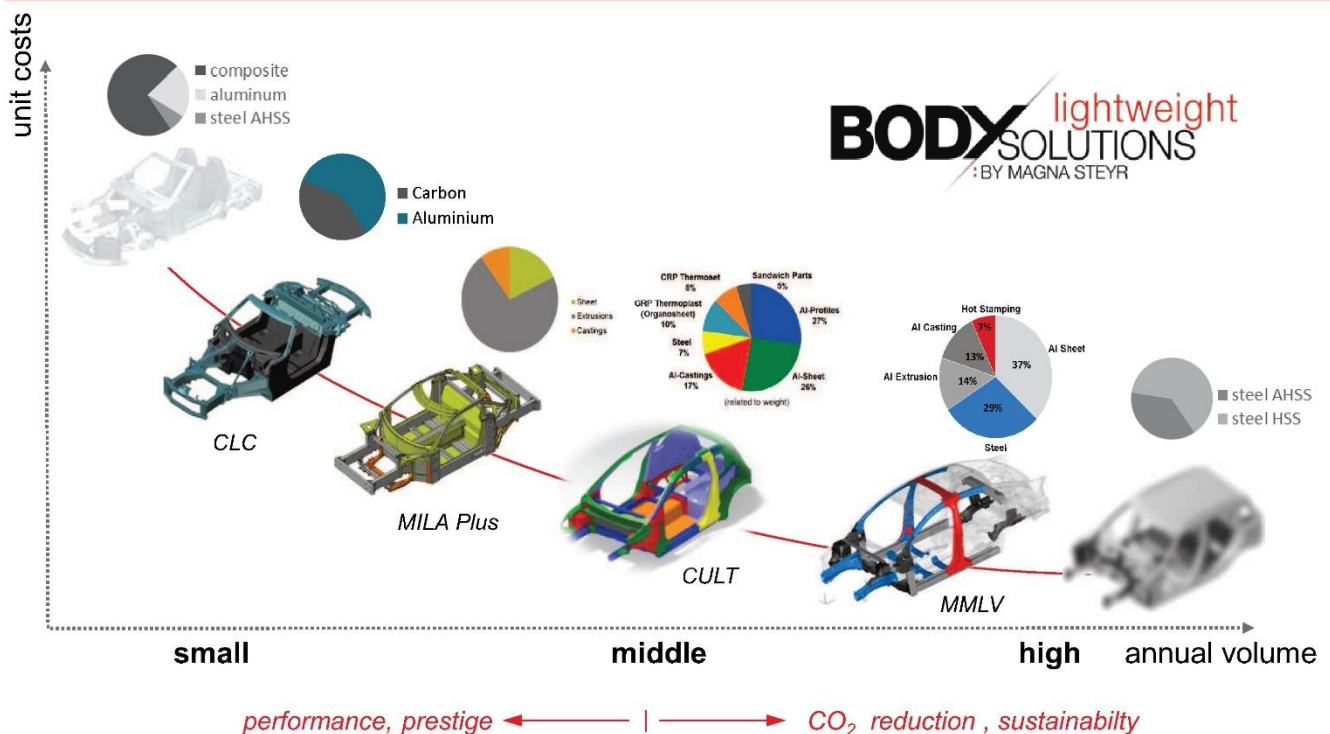 unit costs
composite
aluminum
steel AHSS
Carbon
Aluminium
Sheet
Extrusions
Castings
CRP Thermoset
8%
Sandwich Parts
5%
GRP Thermoplast
(Organosheet)
10%
Al-Profiles
27%
Steel
7%
Al-Castings
17%
Al-Sheet
26%
(related to weight)
Hot Stamping
7%
Al Casting
13%
Al Sheet
37%
Al Extrusion
14%
29%
Steel
steel AHSS
steel HSS
lightweight
BODY SOLUTIONS
:BY MAGNA STEYR
CLC
MILA Plus
CULT
MMLV
small
middle
high
annual volume
performance, prestige
CO₂ reduction , sustainabilty